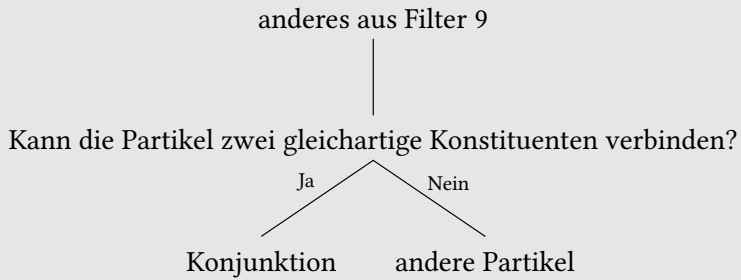 anderes aus Filter 9
Kann die Partikel zwei gleichartige Konstituenten verbinden?
Ja
Nein
Konjunktion
andere Partikel